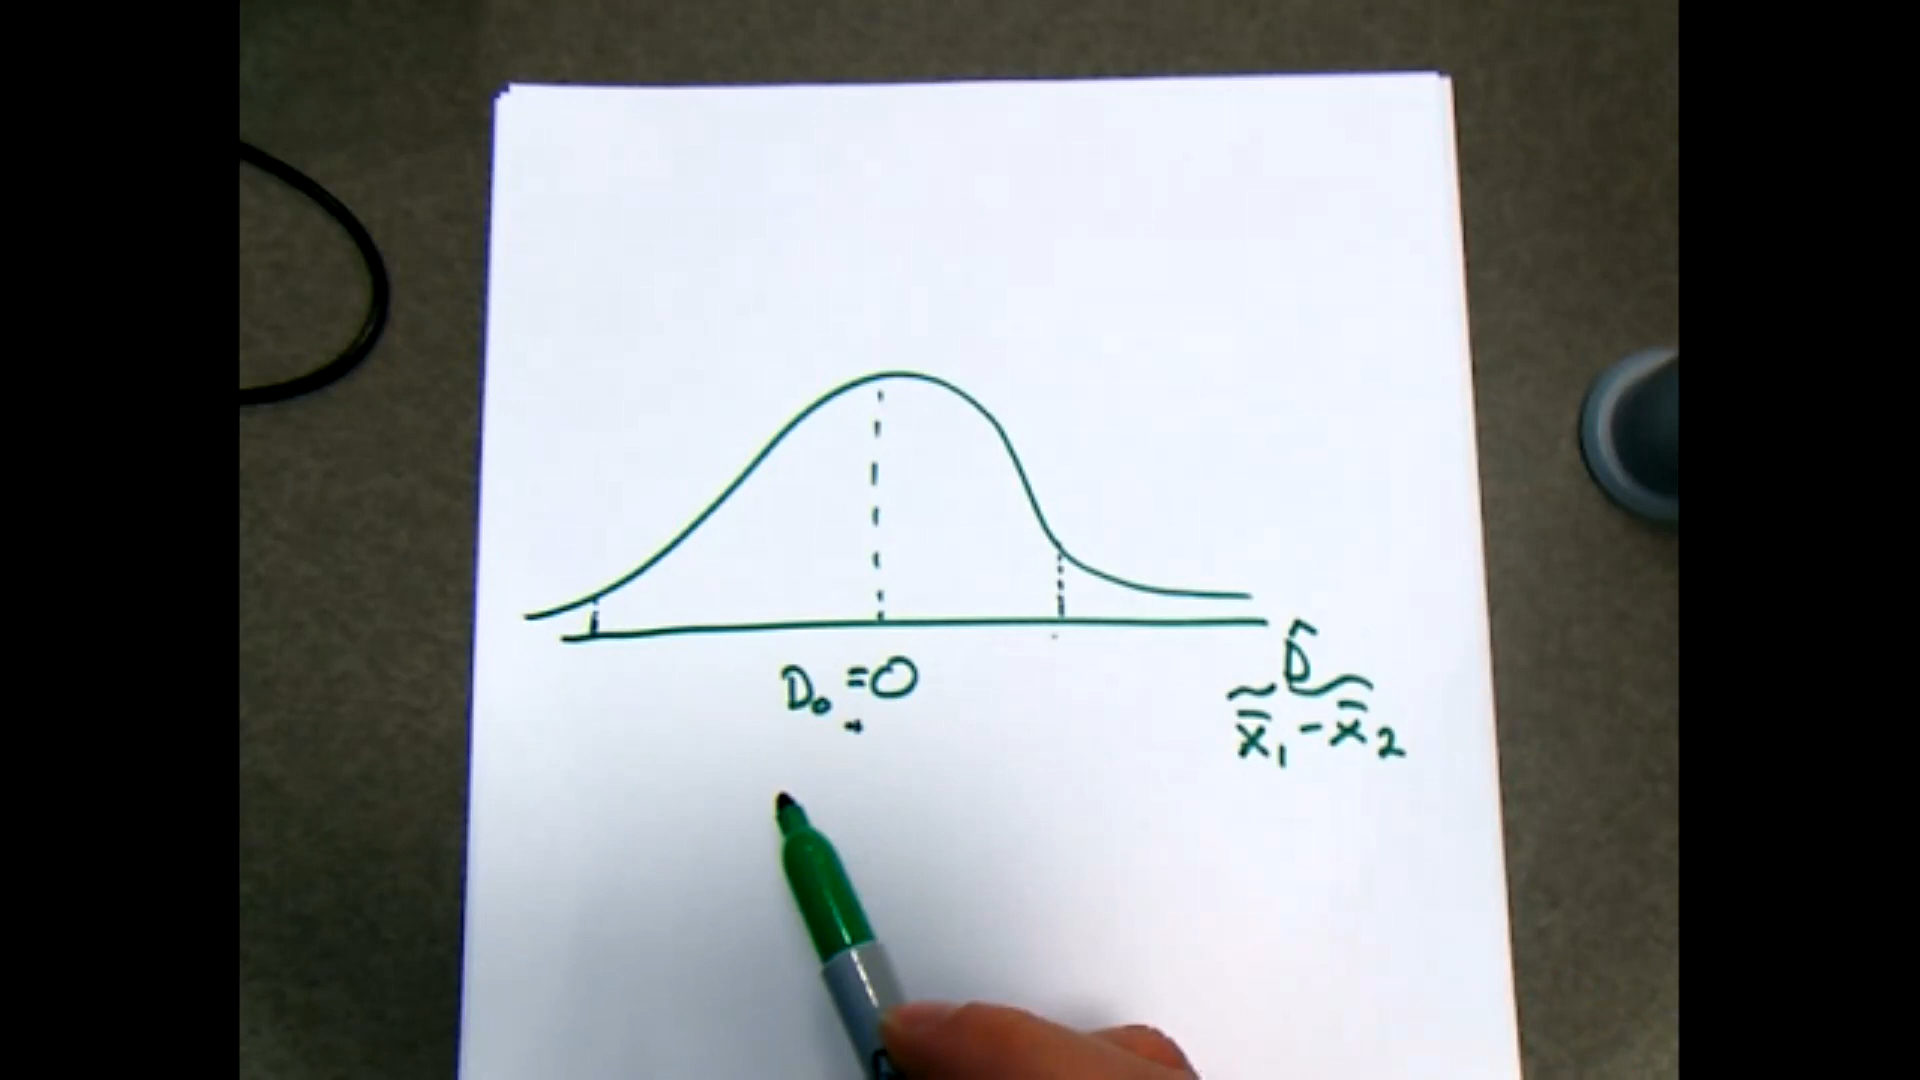 D̂
D₀ = 0
x̄₁ - x̄₂